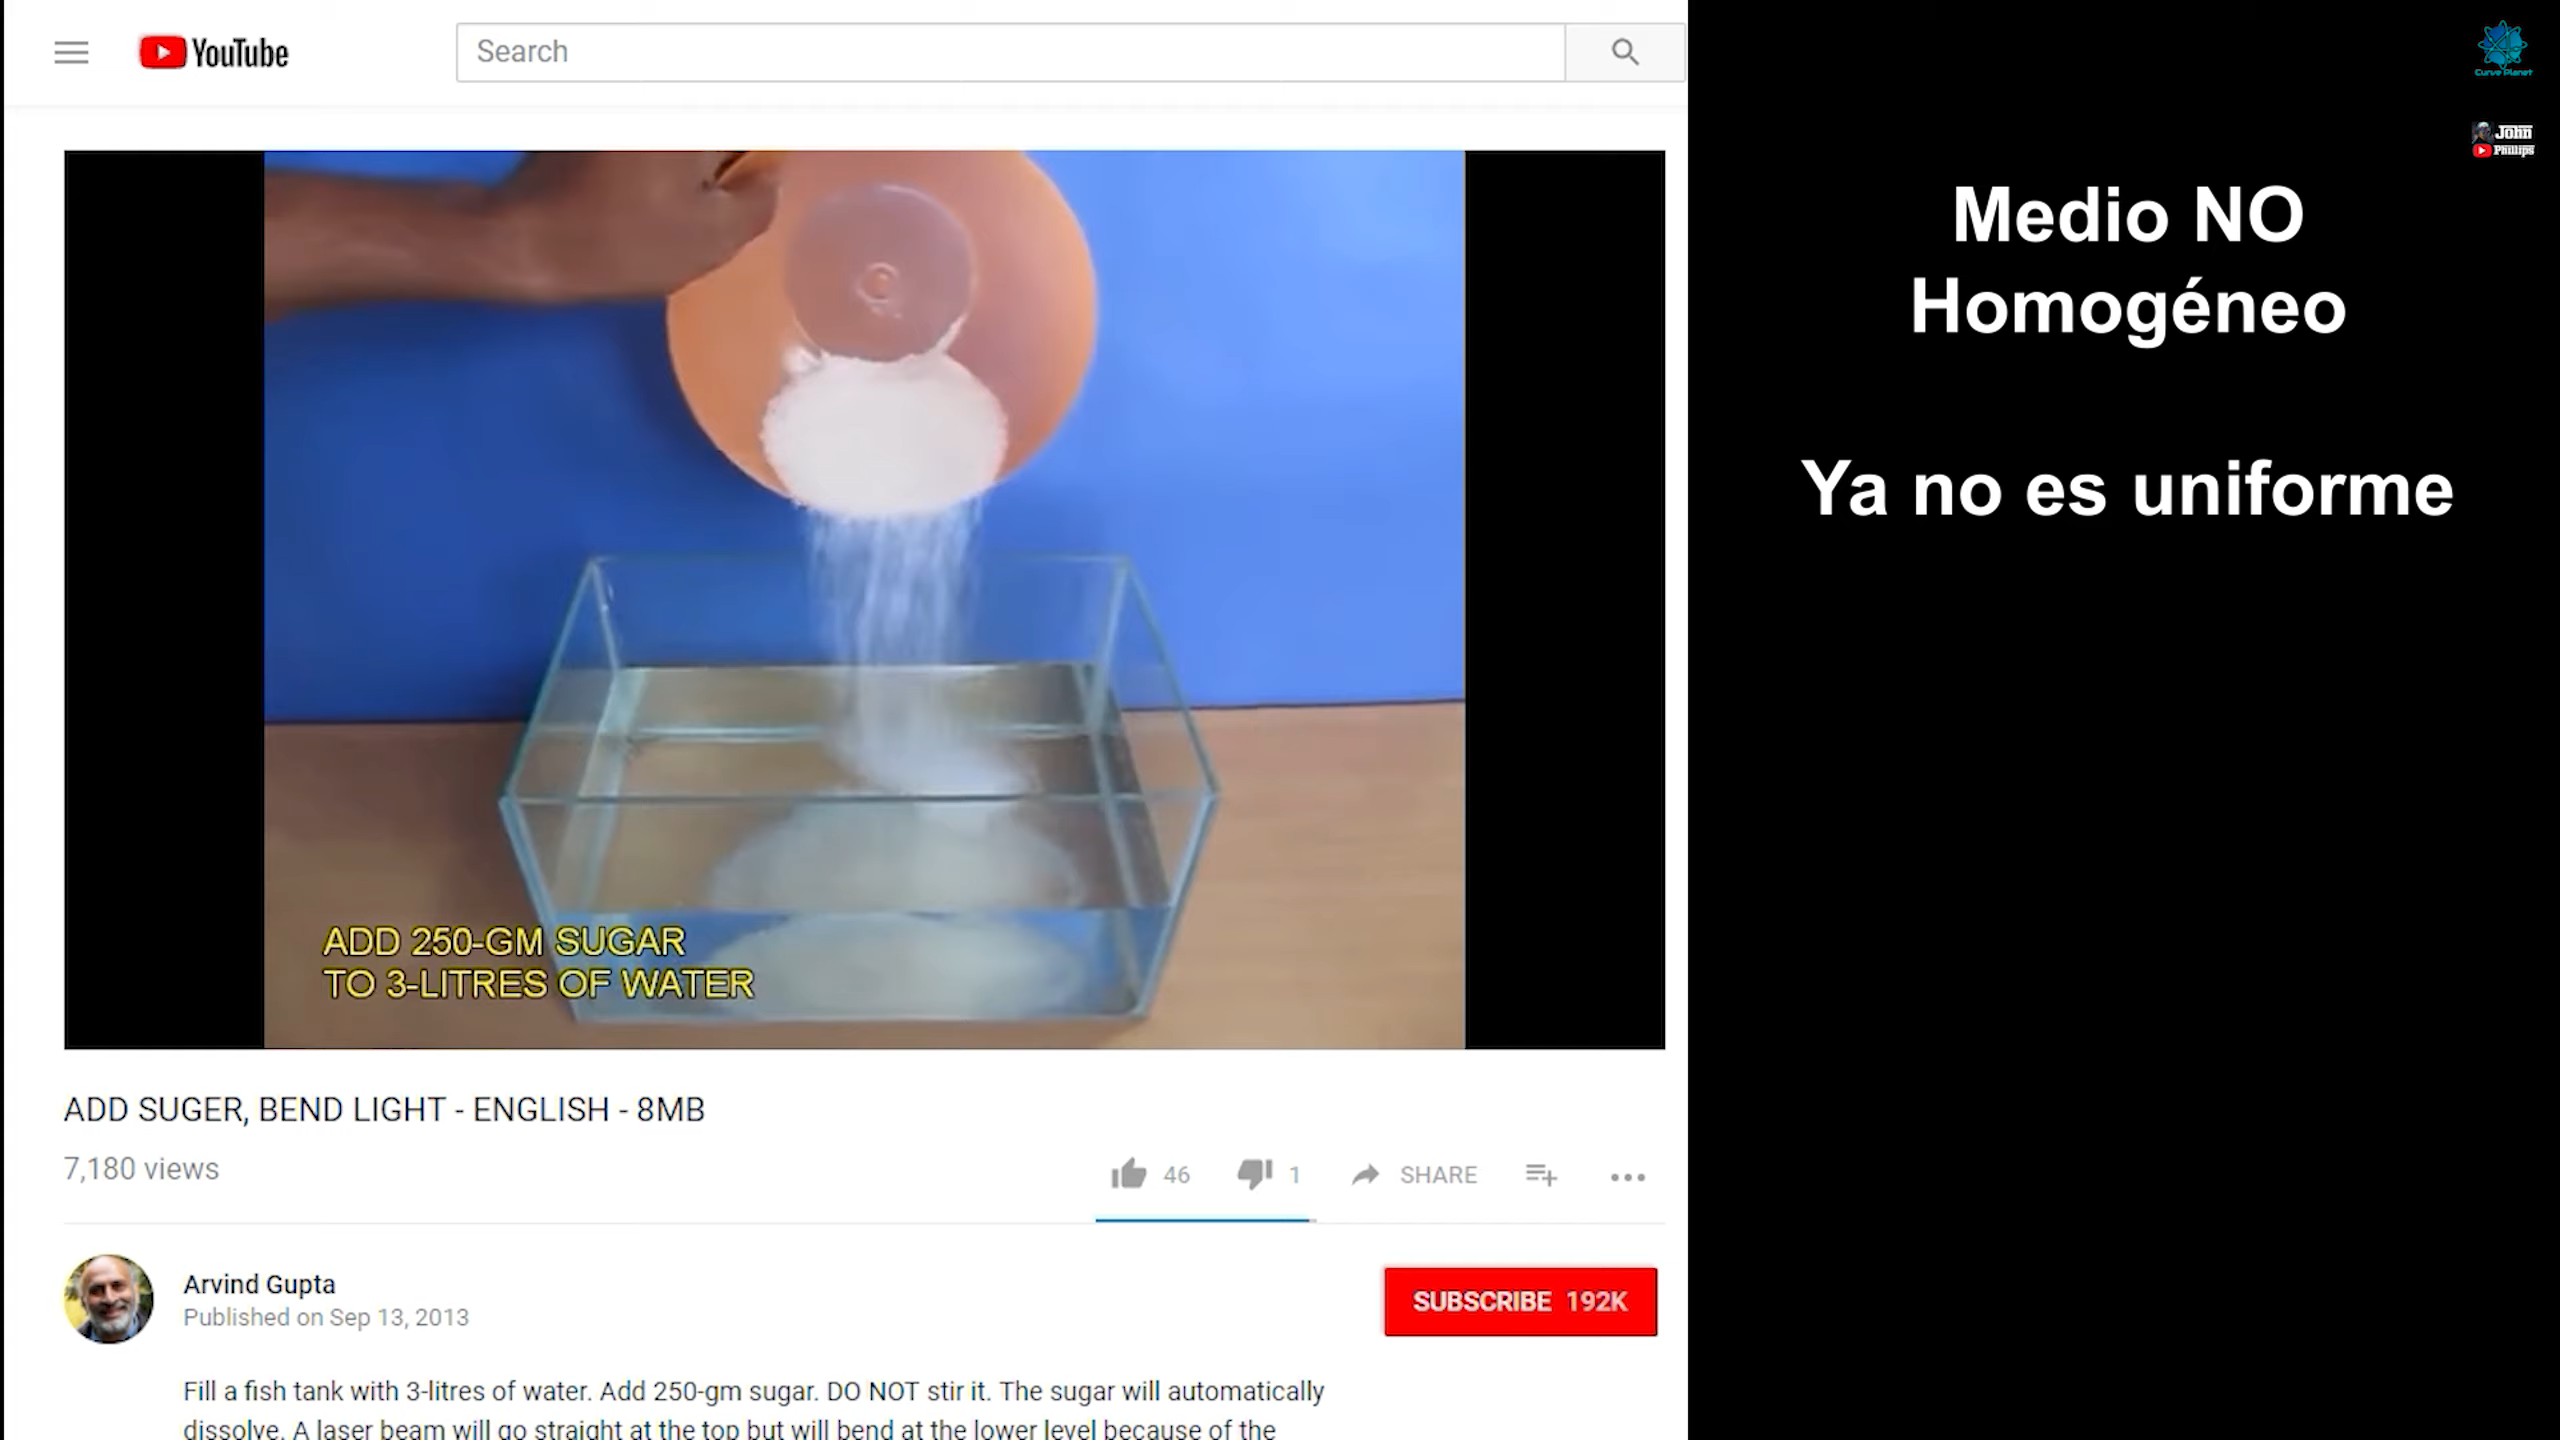 YouTube
Search
Curve Planet
John
Phillips
Medio NO
Homogéneo
Ya no es uniforme
ADD 250-GM SUGAR
TO 3-LITRES OF WATER
ADD SUGER, BEND LIGHT - ENGLISH - 8MB
7,180 views
46
1
SHARE
Arvind Gupta
Published on Sep 13, 2013
SUBSCRIBE 192K
Fill a fish tank with 3-litres of water. Add 250-gm sugar. DO NOT stir it. The sugar will automatically
dissolve. A laser beam will go straight at the top but will bend at the lower level because of the